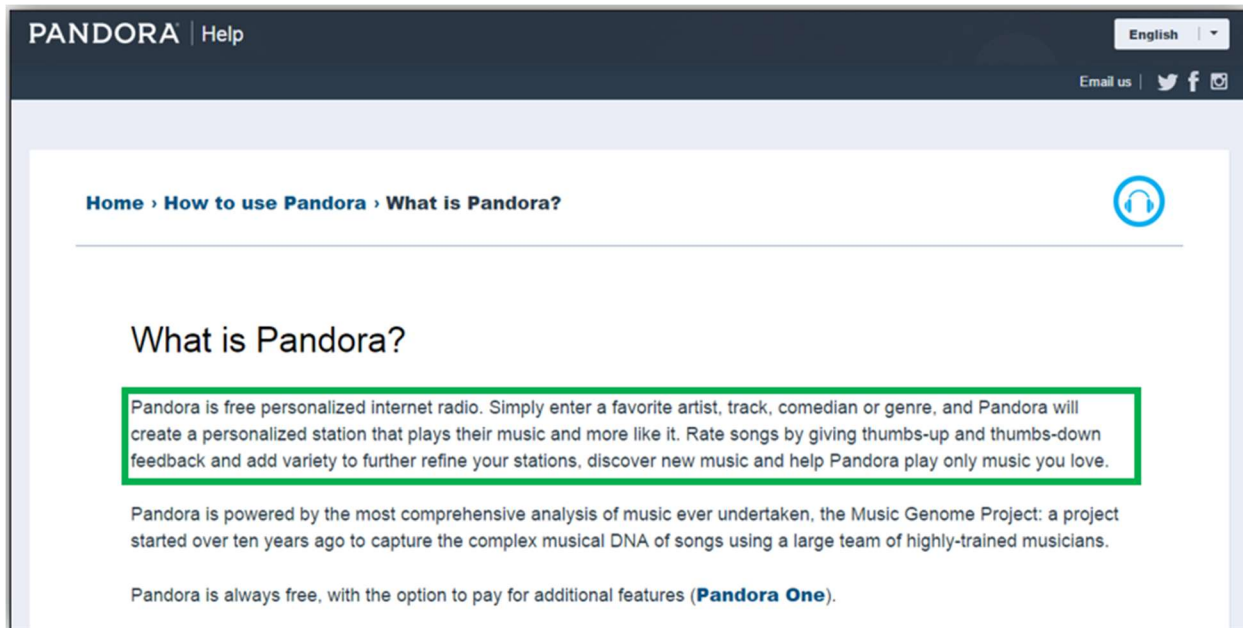 PANDORA | Help
English
Email us |
Home › How to use Pandora › What is Pandora?
What is Pandora?
Pandora is free personalized internet radio. Simply enter a favorite artist, track, comedian or genre, and Pandora will
create a personalized station that plays their music and more like it. Rate songs by giving thumbs-up and thumbs-down
feedback and add variety to further refine your stations, discover new music and help Pandora play only music you love.
Pandora is powered by the most comprehensive analysis of music ever undertaken, the Music Genome Project: a project
started over ten years ago to capture the complex musical DNA of songs using a large team of highly-trained musicians.
Pandora is always free, with the option to pay for additional features (Pandora One).